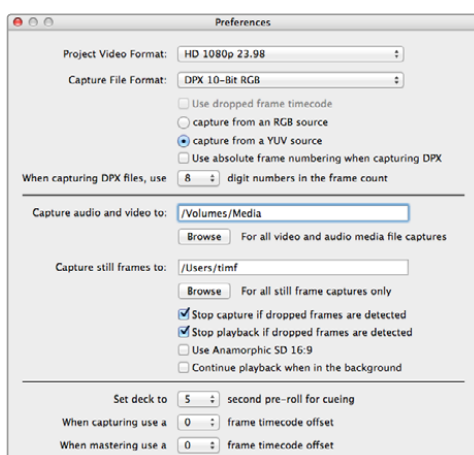 Preferences
Project Video Format: HD 1080p 23.98
Capture File Format: DPX 10-Bit RGB
Use dropped frame timecode
capture from an RGB source
capture from a YUV source
Use absolute frame numbering when capturing DPX
When capturing DPX files, use 8 digit numbers in the frame count
Capture audio and video to: /Volumes/Media
Browse For all video and audio media file captures
Capture still frames to: /Users/timf
Browse For all still frame captures only
Stop capture if dropped frames are detected
Stop playback if dropped frames are detected
Use Anamorphic SD 16:9
Continue playback when in the background
Set deck to 5 second pre-roll for cueing
When capturing use a 0 frame timecode offset
When mastering use a 0 frame timecode offset